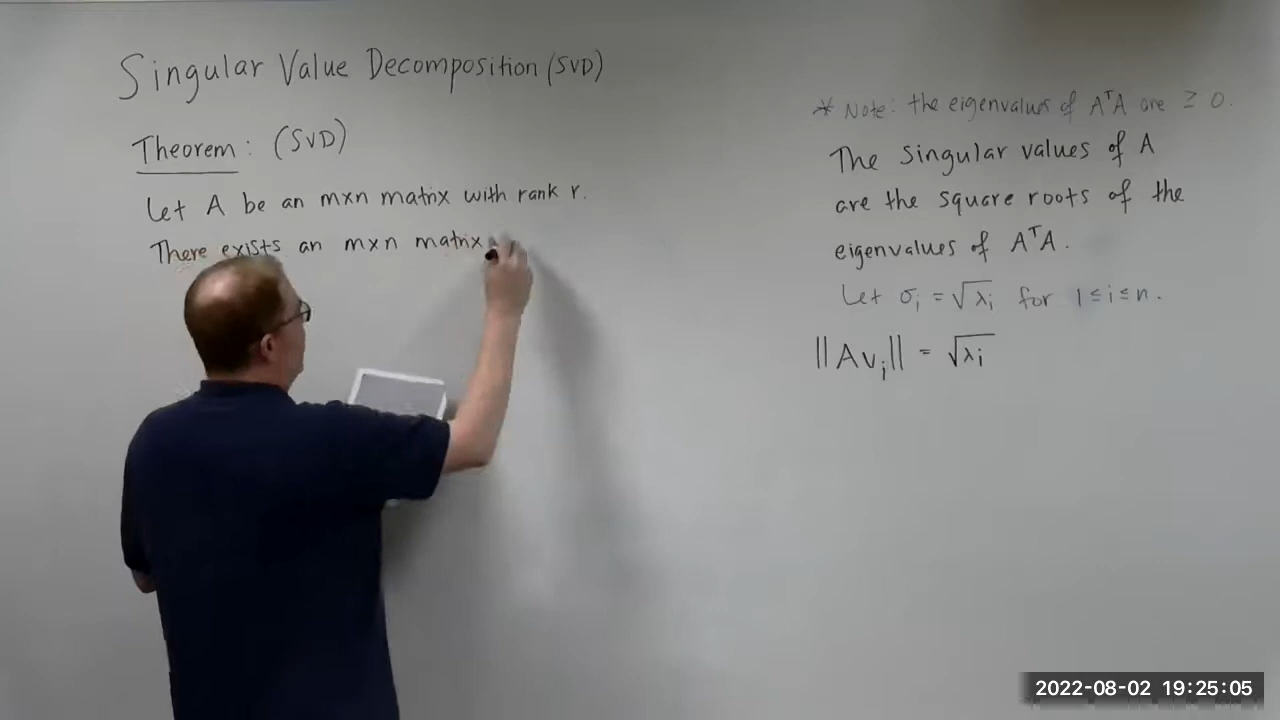 Singular Value Decomposition (SVD)
Theorem: (SVD)
Let A be an m×n matrix with rank r.
There exists an m×n matrix
* Note: the eigenvalues of AᵀA are ≥ 0.
The singular values of A
are the square roots of the
eigenvalues of AᵀA.
Let σᵢ = √λᵢ for 1≤i≤n.
||Avᵢ|| = √λᵢ
2022-08-02 19:25:05